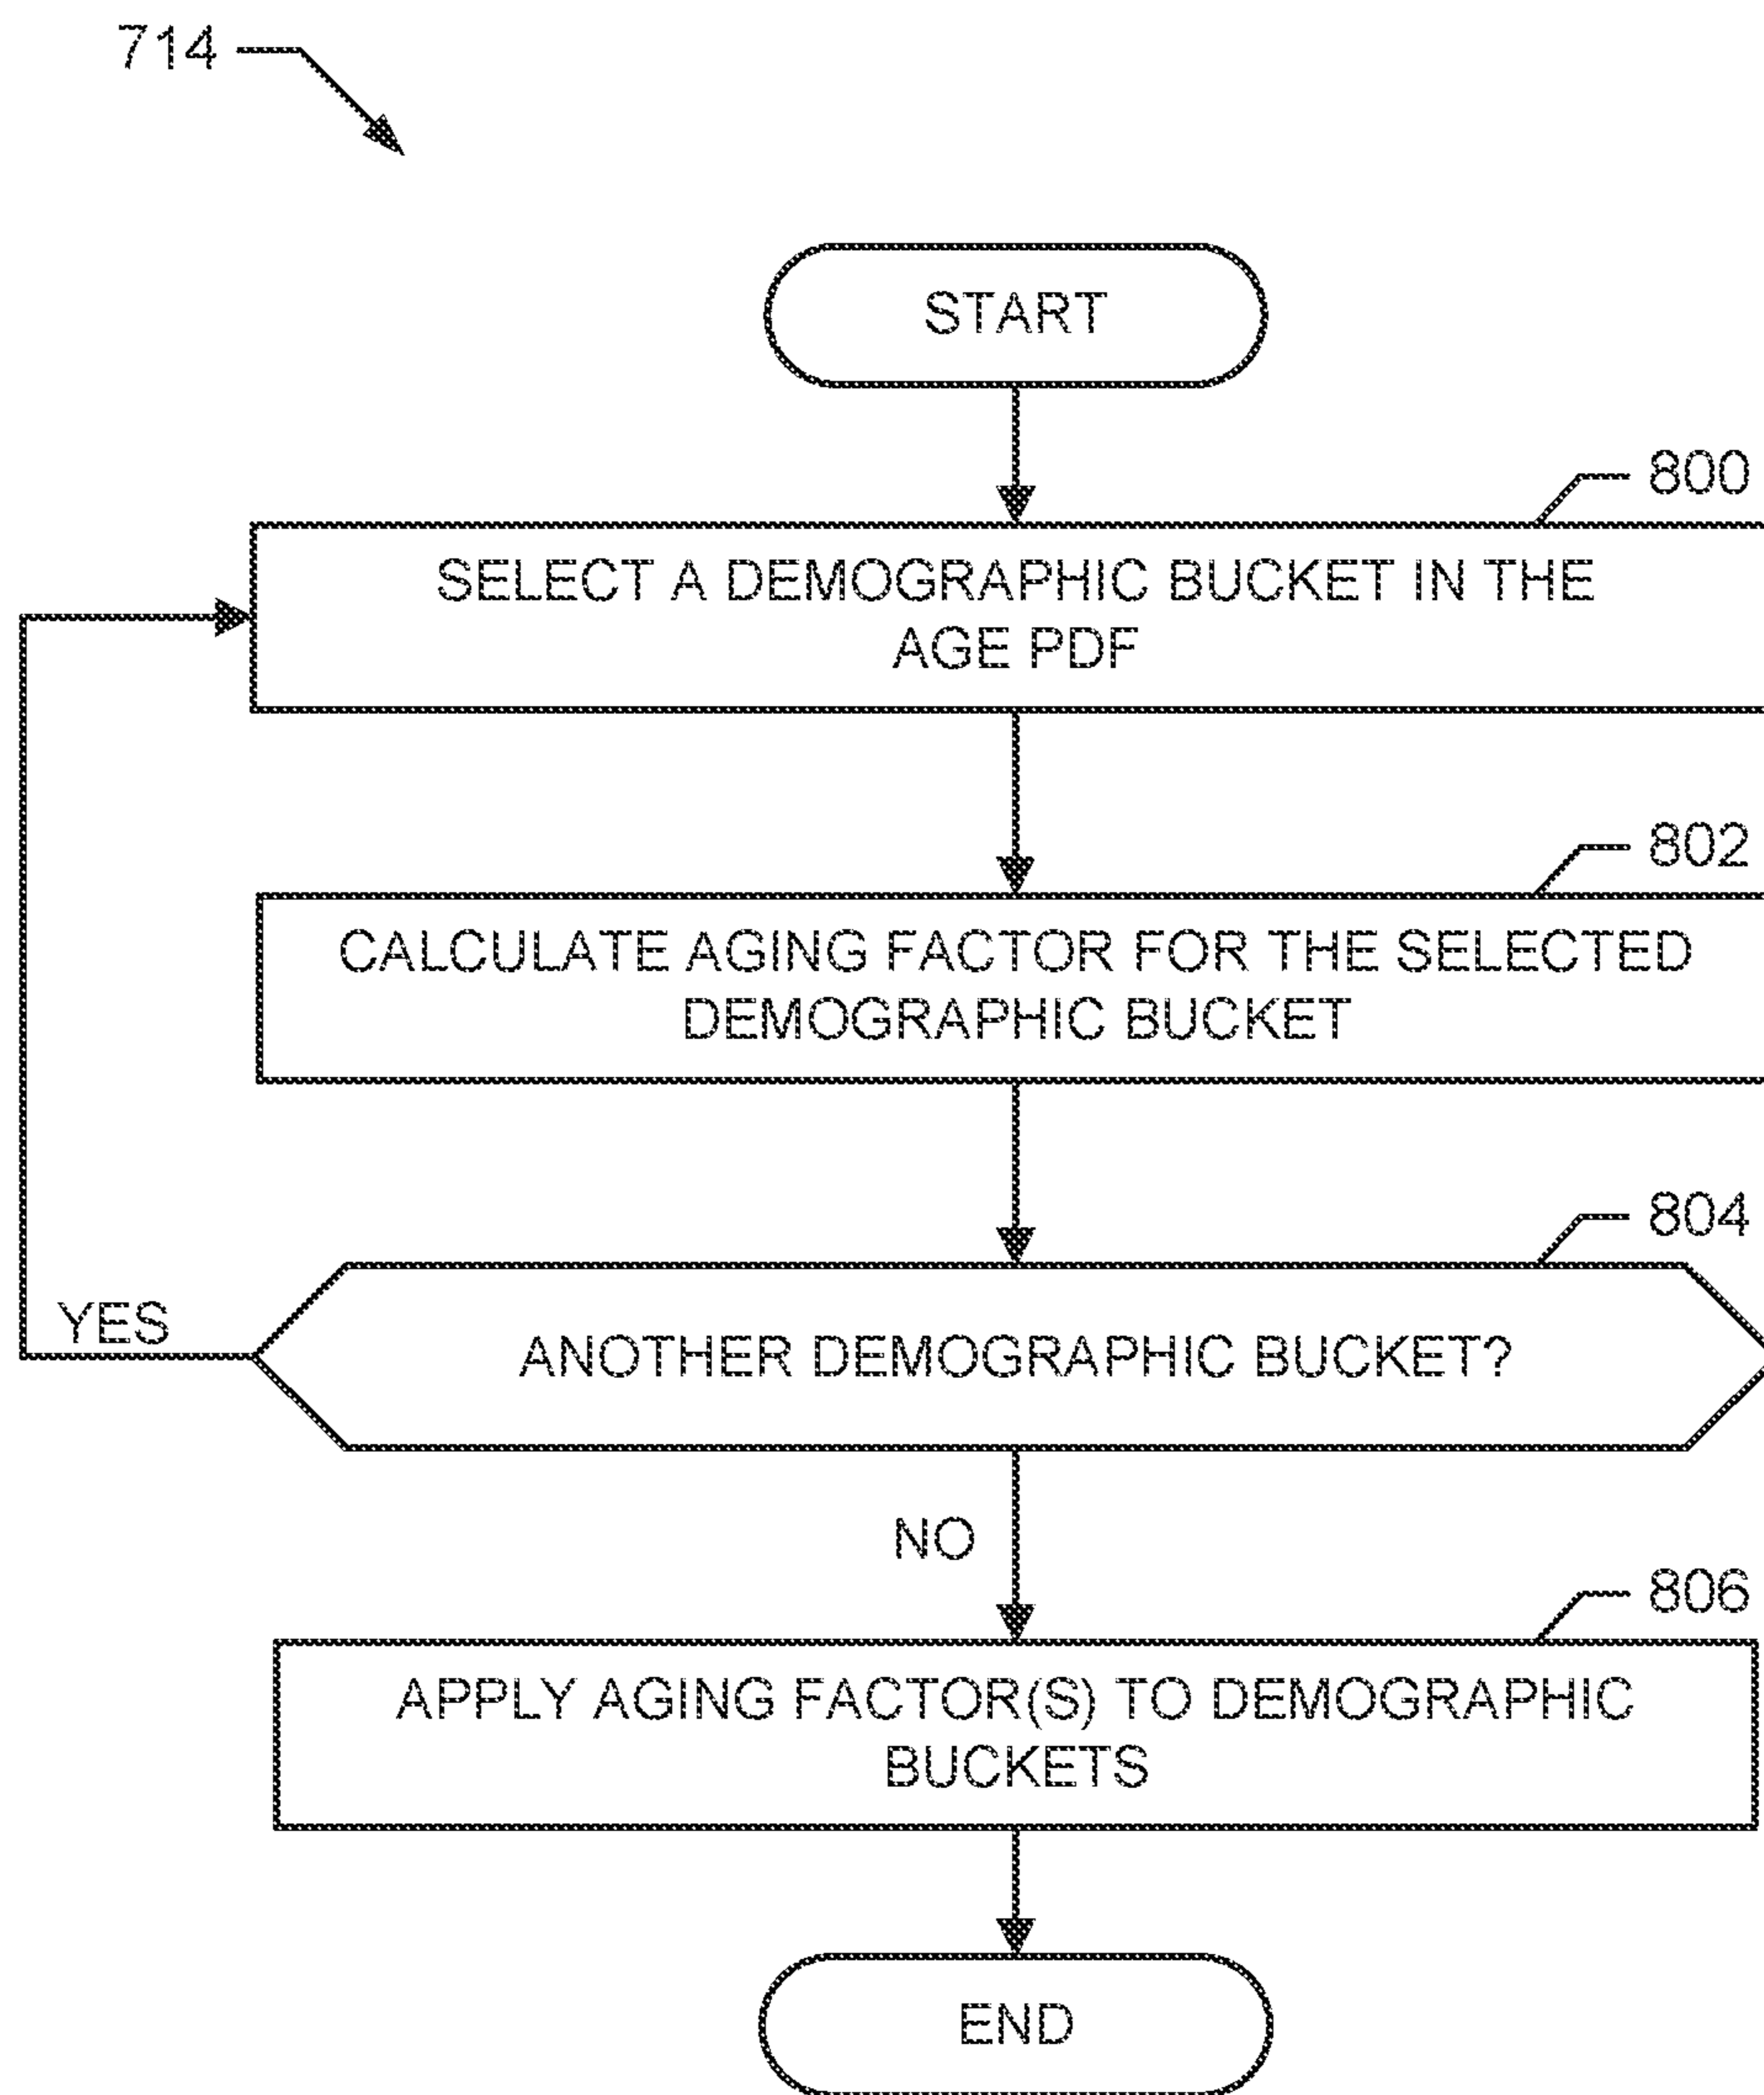 714
START
800
SELECT A DEMOGRAPHIC BUCKET IN THE
AGE PDF
802
CALCULATE AGING FACTOR FOR THE SELECTED
DEMOGRAPHIC BUCKET
804
YES
ANOTHER DEMOGRAPHIC BUCKET?
NO
806
APPLY AGING FACTOR(S) TO DEMOGRAPHIC
BUCKETS
END